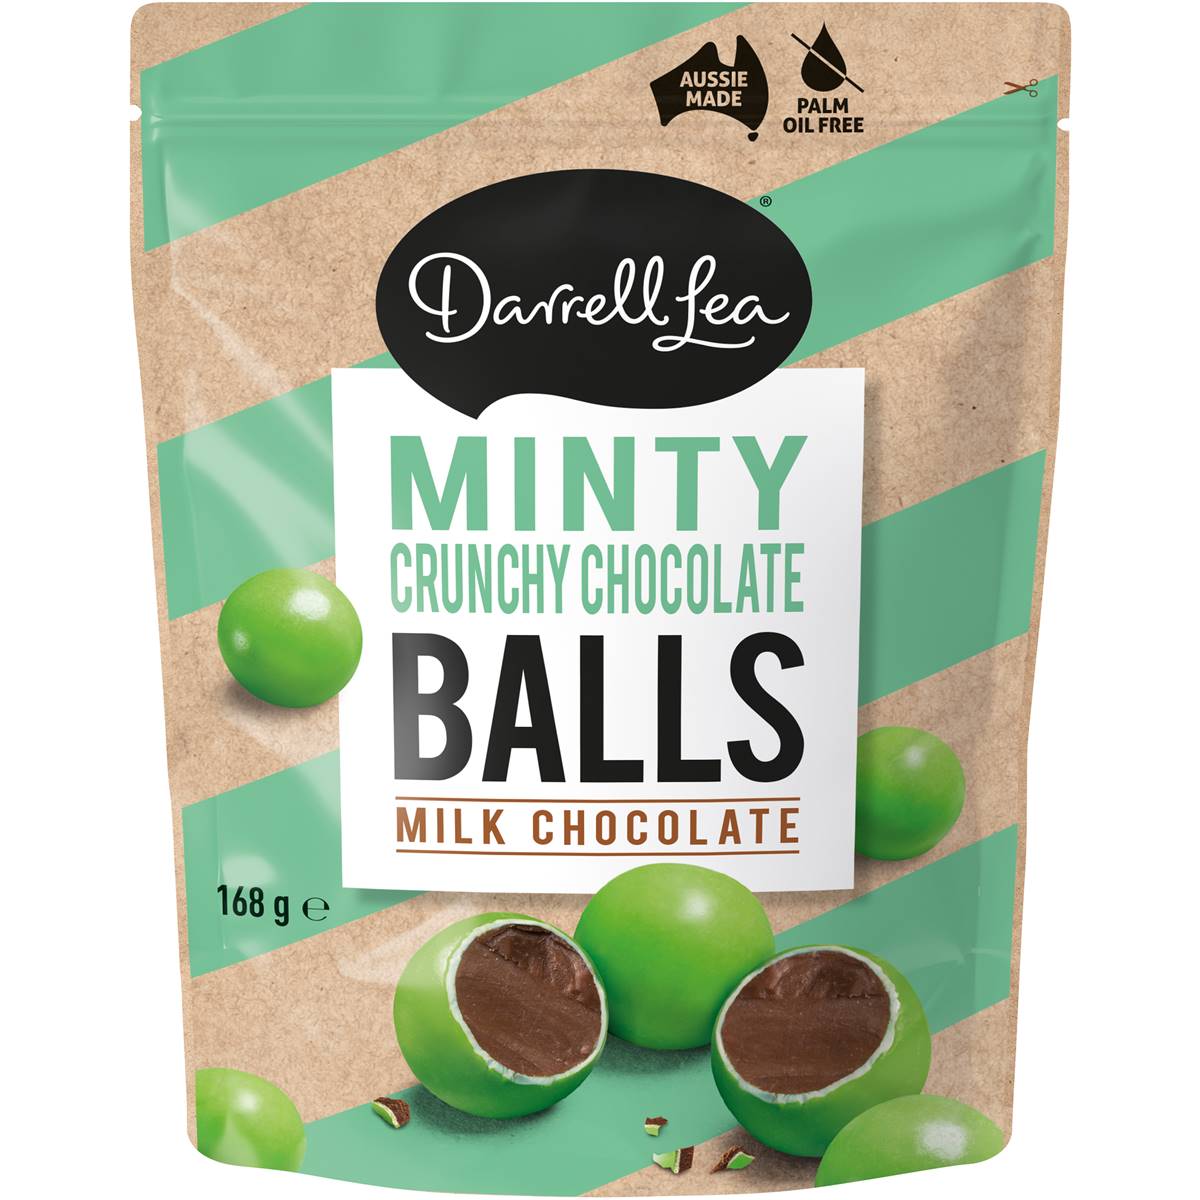 AUSSIE
MADE
PALM
OIL FREE
Darrell Lea®
MINTY
CRUNCHY CHOCOLATE
BALLS
MILK CHOCOLATE
168 g ℮